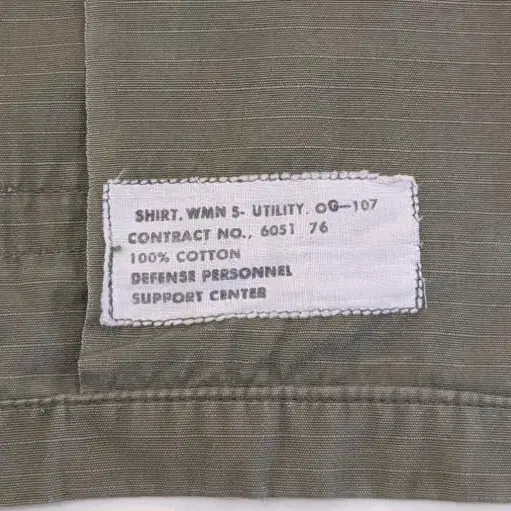 SHIRT, WMN S- UTILITY, OG-107
CONTRACT NO., 6051 76
100% COTTON
DEFENSE PERSONNEL
SUPPORT CENTER